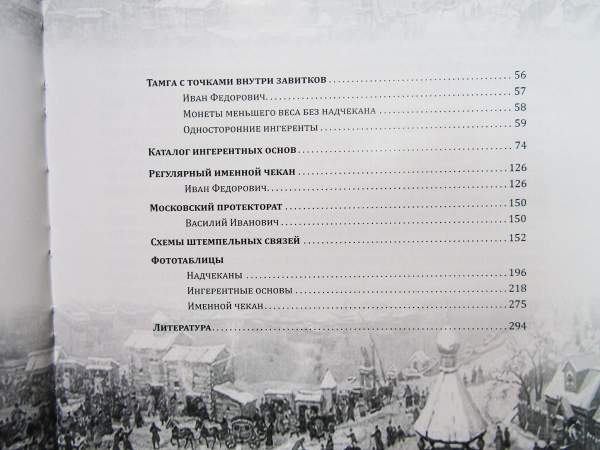 Тамга с точками внутри завитков 56
Иван Федорович 57
Монеты меньшего веса без надчекана 58
Односторонние ингеренты 59
Каталог ингерентных основ 74
Регулярный именной чекан 126
Иван Федорович 126
Московский протекторат 150
Василий Иванович 150
Схемы штемпельных связей 152
Фототаблицы
Надчеканы 196
Ингерентные основы 218
Именной чекан 275
Литература 294